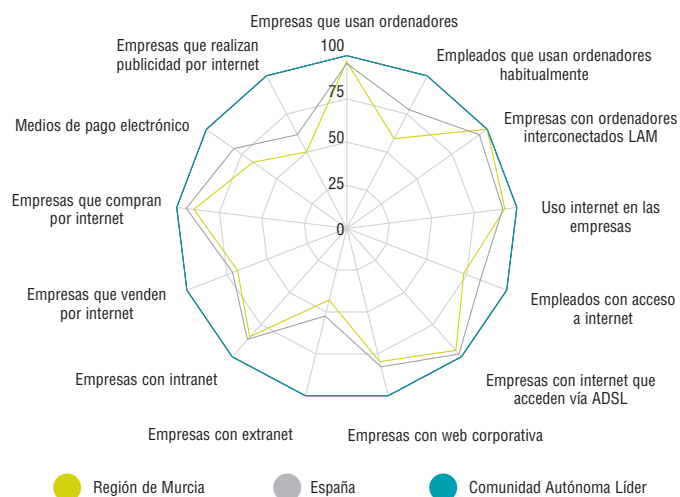 Empresas que usan ordenadores
Empresas que realizan
publicidad por internet
100
Empleados que usan ordenadores
habitualmente
75
Medios de pago electrónico
Empresas con ordenadores
interconectados LAM
50
25
Empresas que compran
por internet
0
Uso internet en las
empresas
Empresas que venden
por internet
Empleados con acceso
a internet
Empresas con intranet
Empresas con internet que
acceden vía ADSL
Empresas con extranet
Empresas con web corporativa
Región de Murcia
España
Comunidad Autónoma Líder